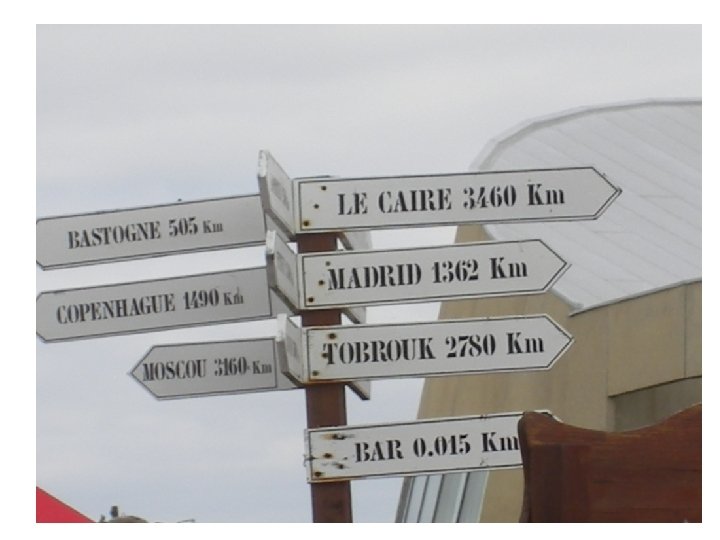 LE CAIRE 3460 Km
BASTOGNE 505 Km
MADRID 1362 Km
COPENHAGUE 1490 Km
TOBROUK 2780 Km
MOSCOU 3160 Km
BAR 0.015 Km